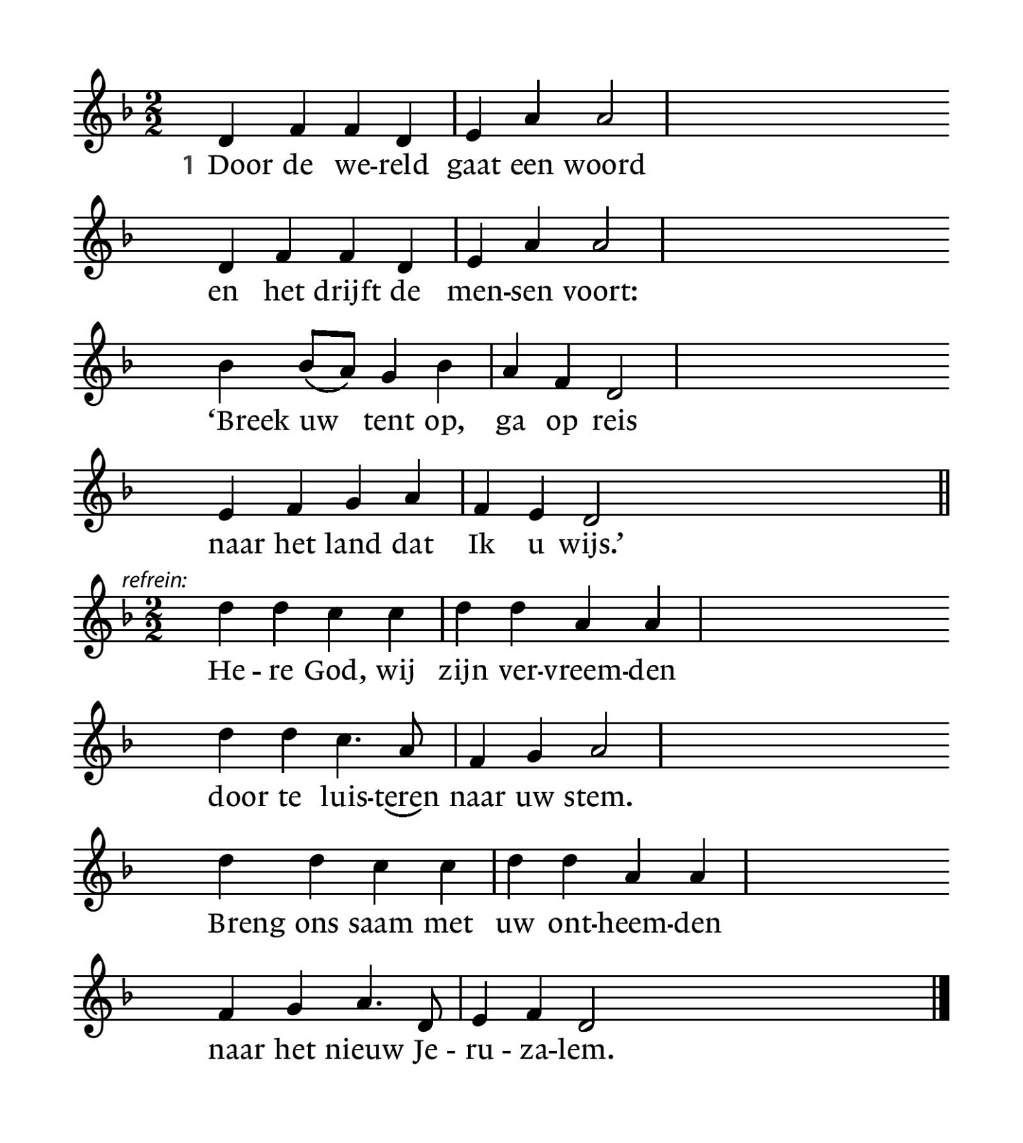 1 Door de we-reld gaat een woord
en het drijft de men-sen voort:
‘Breek uw tent op, ga op reis
naar het land dat Ik u wijs.’
refrein:
He - re God, wij zijn ver-vreem-den
door te luis-teren naar uw stem.
Breng ons saam met uw ont-heem-den
naar het nieuw Je - ru - za-lem.